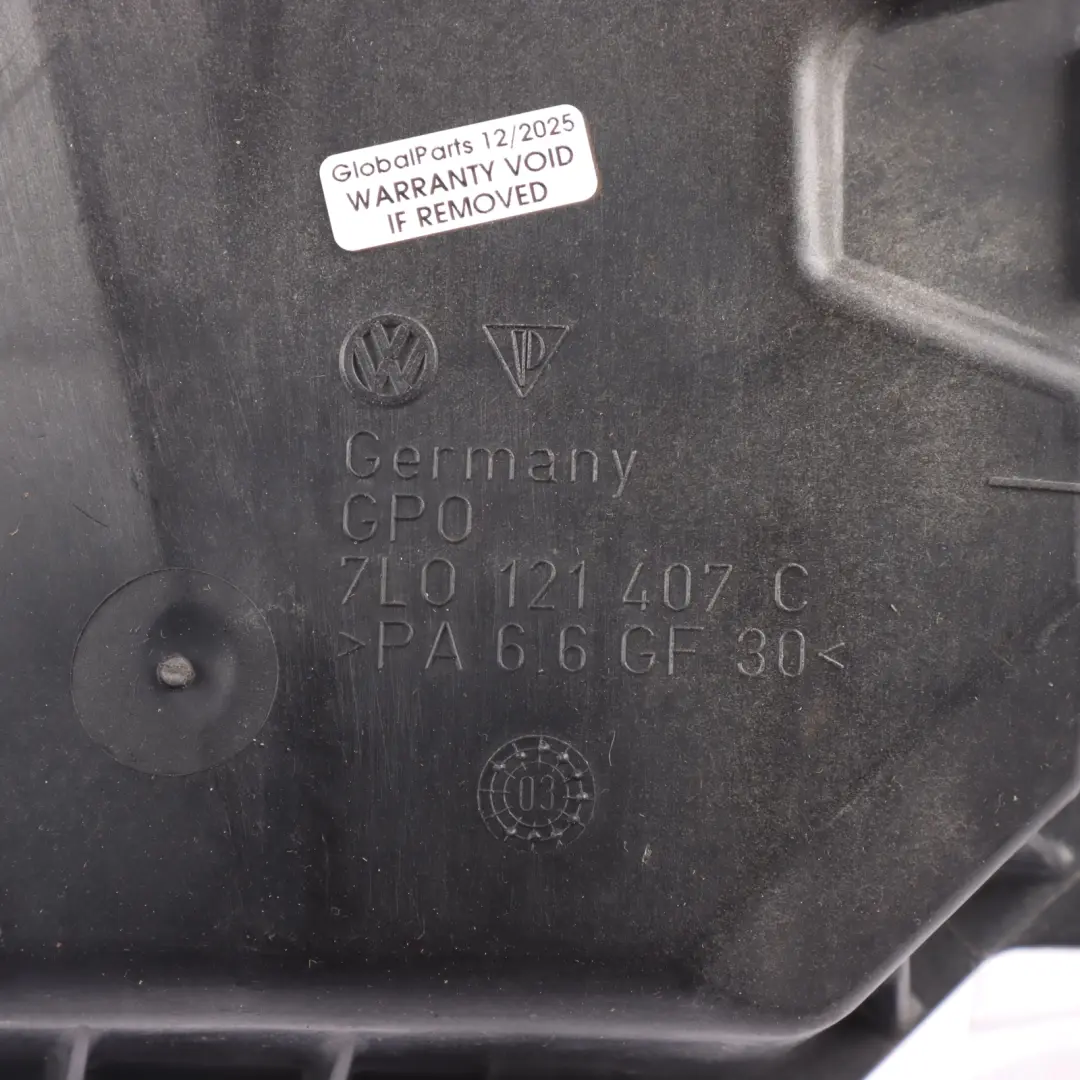 GlobalParts 12/2025
WARRANTY VOID
IF REMOVED
Germany
GPO
7L0 121 407 C
>PA 6.6 GF 30<
03